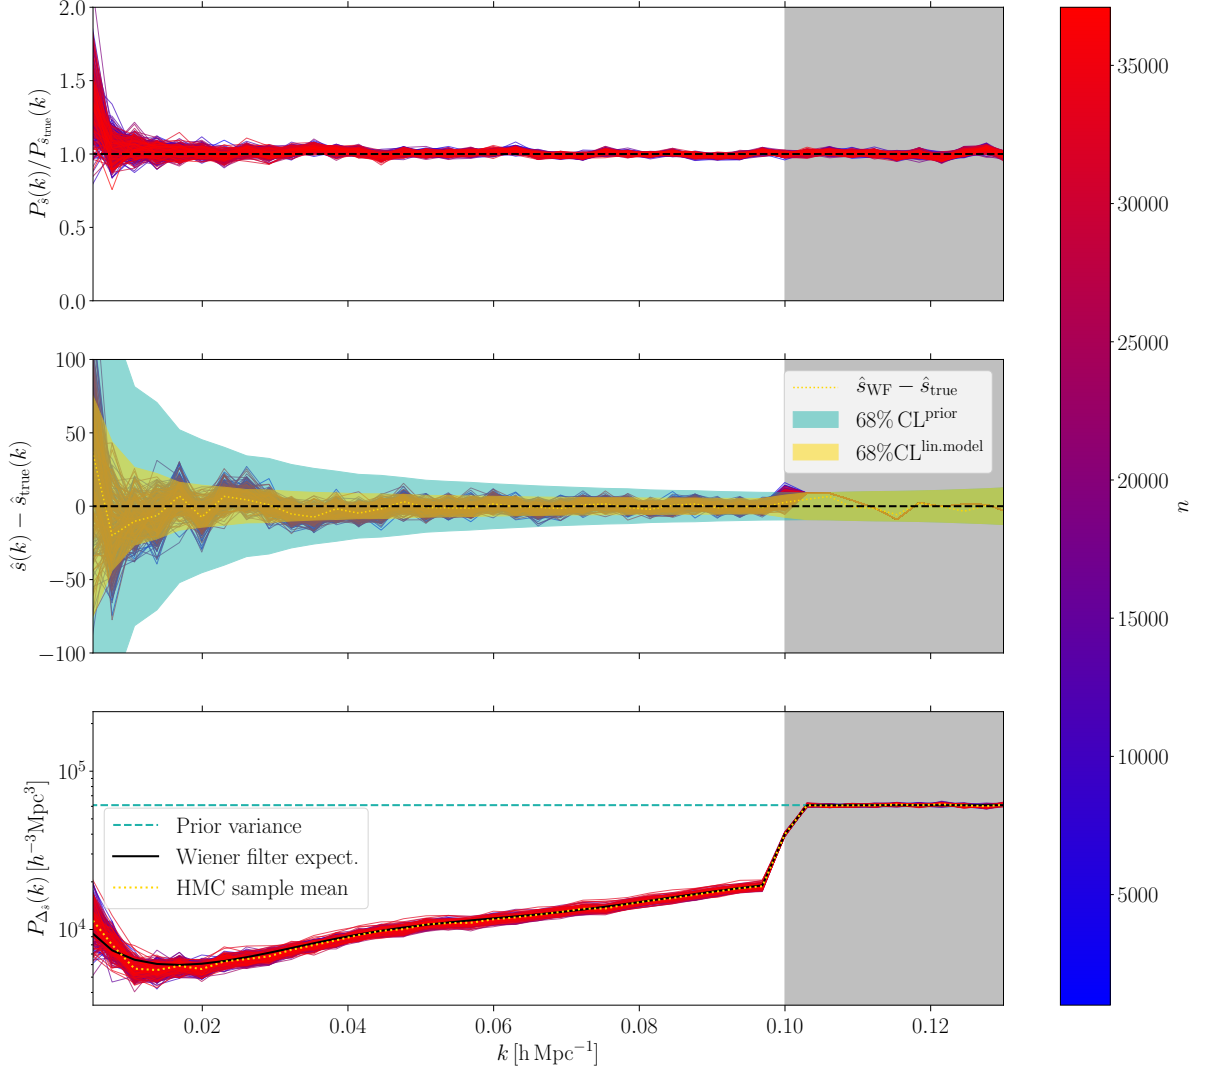 2.0
1.5
1.0
0.5
0.0
P_ŝ(k)/P_ŝ_true(k)
100
50
0
−50
−100
ŝ(k) − ŝ_true(k)
ŝ_WF − ŝ_true
68% CL^prior
68%CL^lin.model
10^5
10^4
P_Δ_ŝ(k) [h^−3Mpc^3]
Prior variance
Wiener filter expect.
HMC sample mean
0.02 0.04 0.06 0.08 0.10 0.12
k [h Mpc^−1]
35000
30000
25000
20000
15000
10000
5000
n